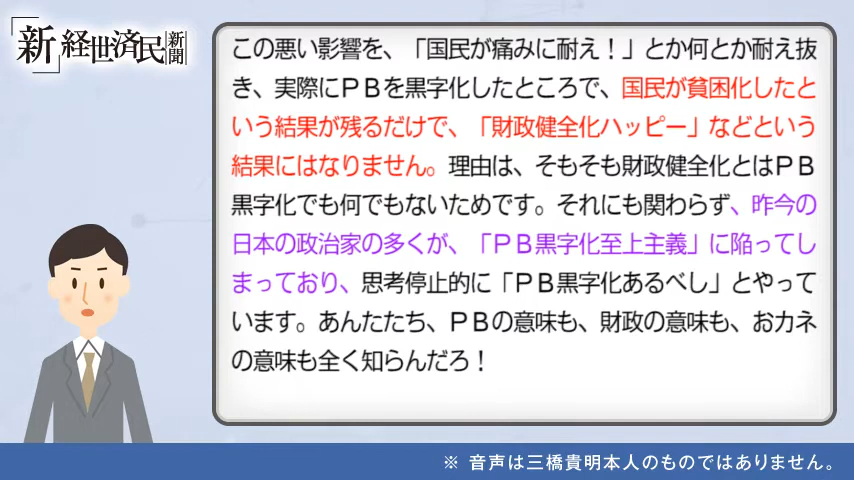 新経世済民新聞
この悪い影響を、「国民が痛みに耐え！」とか何とか耐え抜
き、実際にＰＢを黒字化したところで、国民が貧困化したと
いう結果が残るだけで、「財政健全化ハッピー」などという
結果にはなりません。理由は、そもそも財政健全化とはＰＢ
黒字化でも何でもないためです。それにも関わらず、昨今の
日本の政治家の多くが、「ＰＢ黒字化至上主義」に陥ってし
まっており、思考停止的に「ＰＢ黒字化あるべし」とやって
います。あんたたち、ＰＢの意味も、財政の意味も、おカネ
の意味も全く知らんだろ！
※ 音声は三橋貴明本人のものではありません。